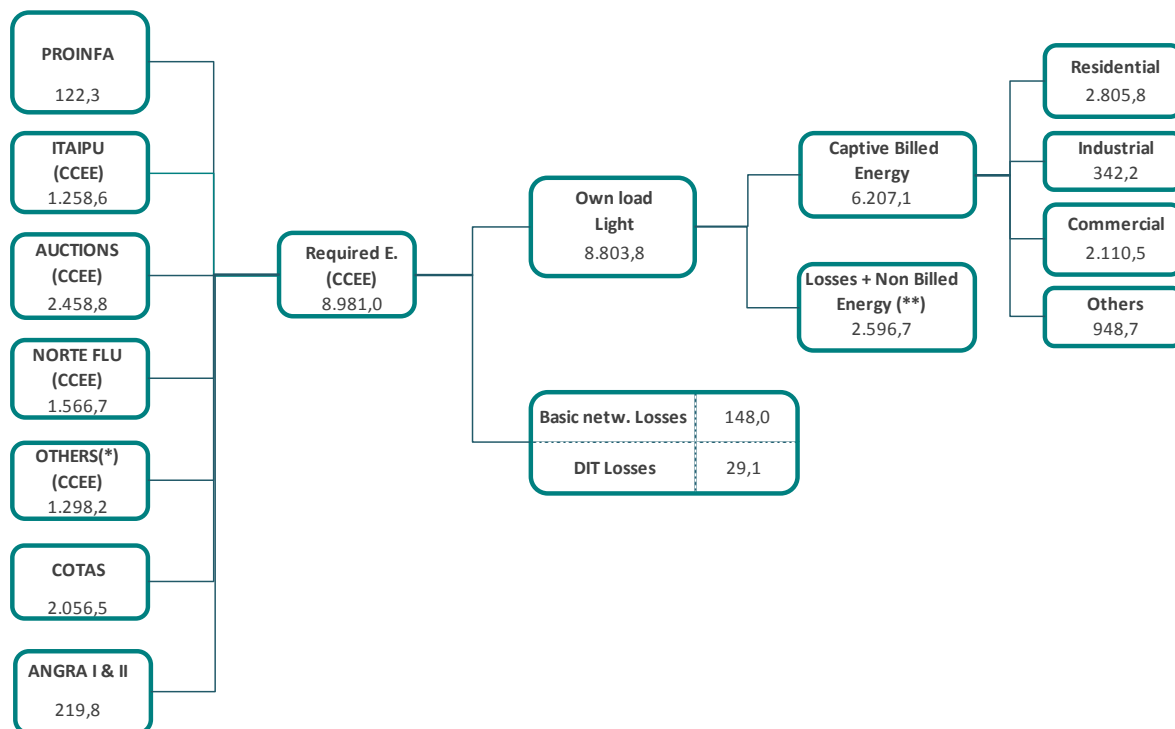 PROINFA
122,3
ITAIPU
(CCEE)
1.258,6
AUCTIONS
(CCEE)
2.458,8
NORTE FLU
(CCEE)
1.566,7
OTHERS(*)
(CCEE)
1.298,2
COTAS
2.056,5
ANGRA I & II
219,8
Required E.
(CCEE)
8.981,0
Own load
Light
8.803,8
Basic netw. Losses 148,0
DIT Losses 29,1
Captive Billed
Energy
6.207,1
Losses + Non Billed
Energy (**)
2.596,7
Residential
2.805,8
Industrial
342,2
Commercial
2.110,5
Others
948,7